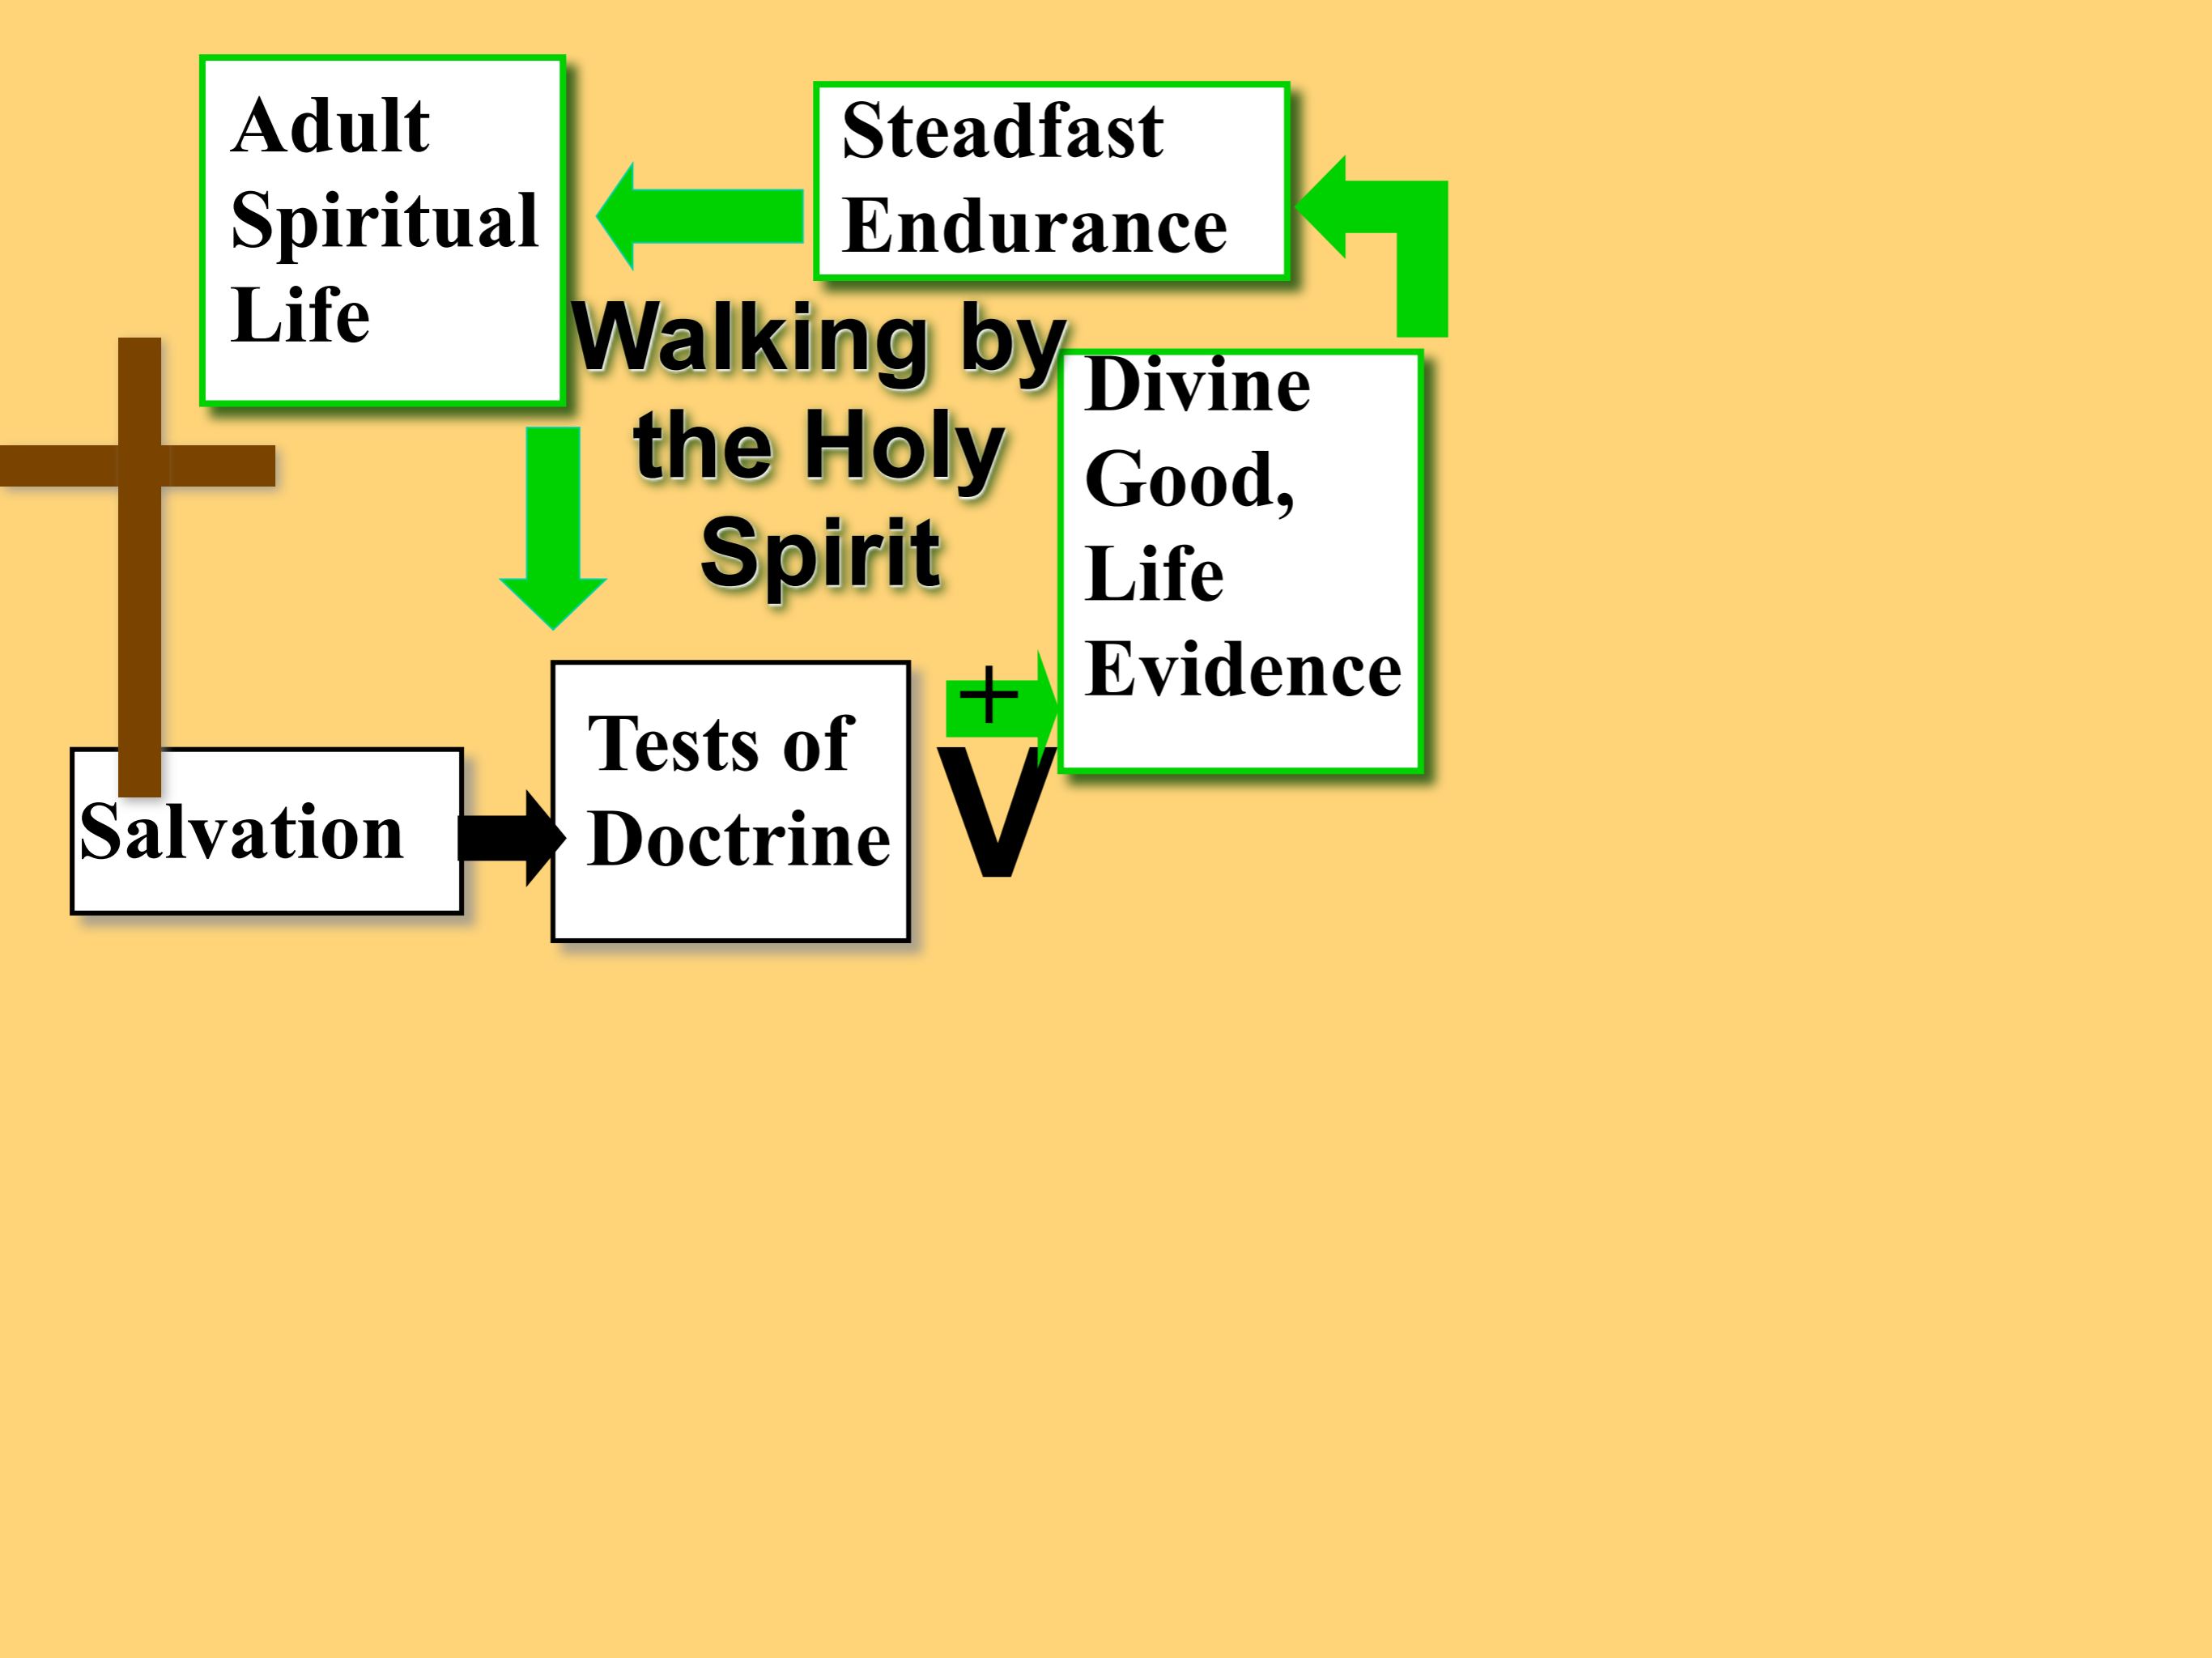 Adult
Spiritual
Life
Steadfast
Endurance
Walking by
the Holy
Spirit
Divine
Good,
Life
Evidence
+
V
Tests of
Doctrine
Salvation